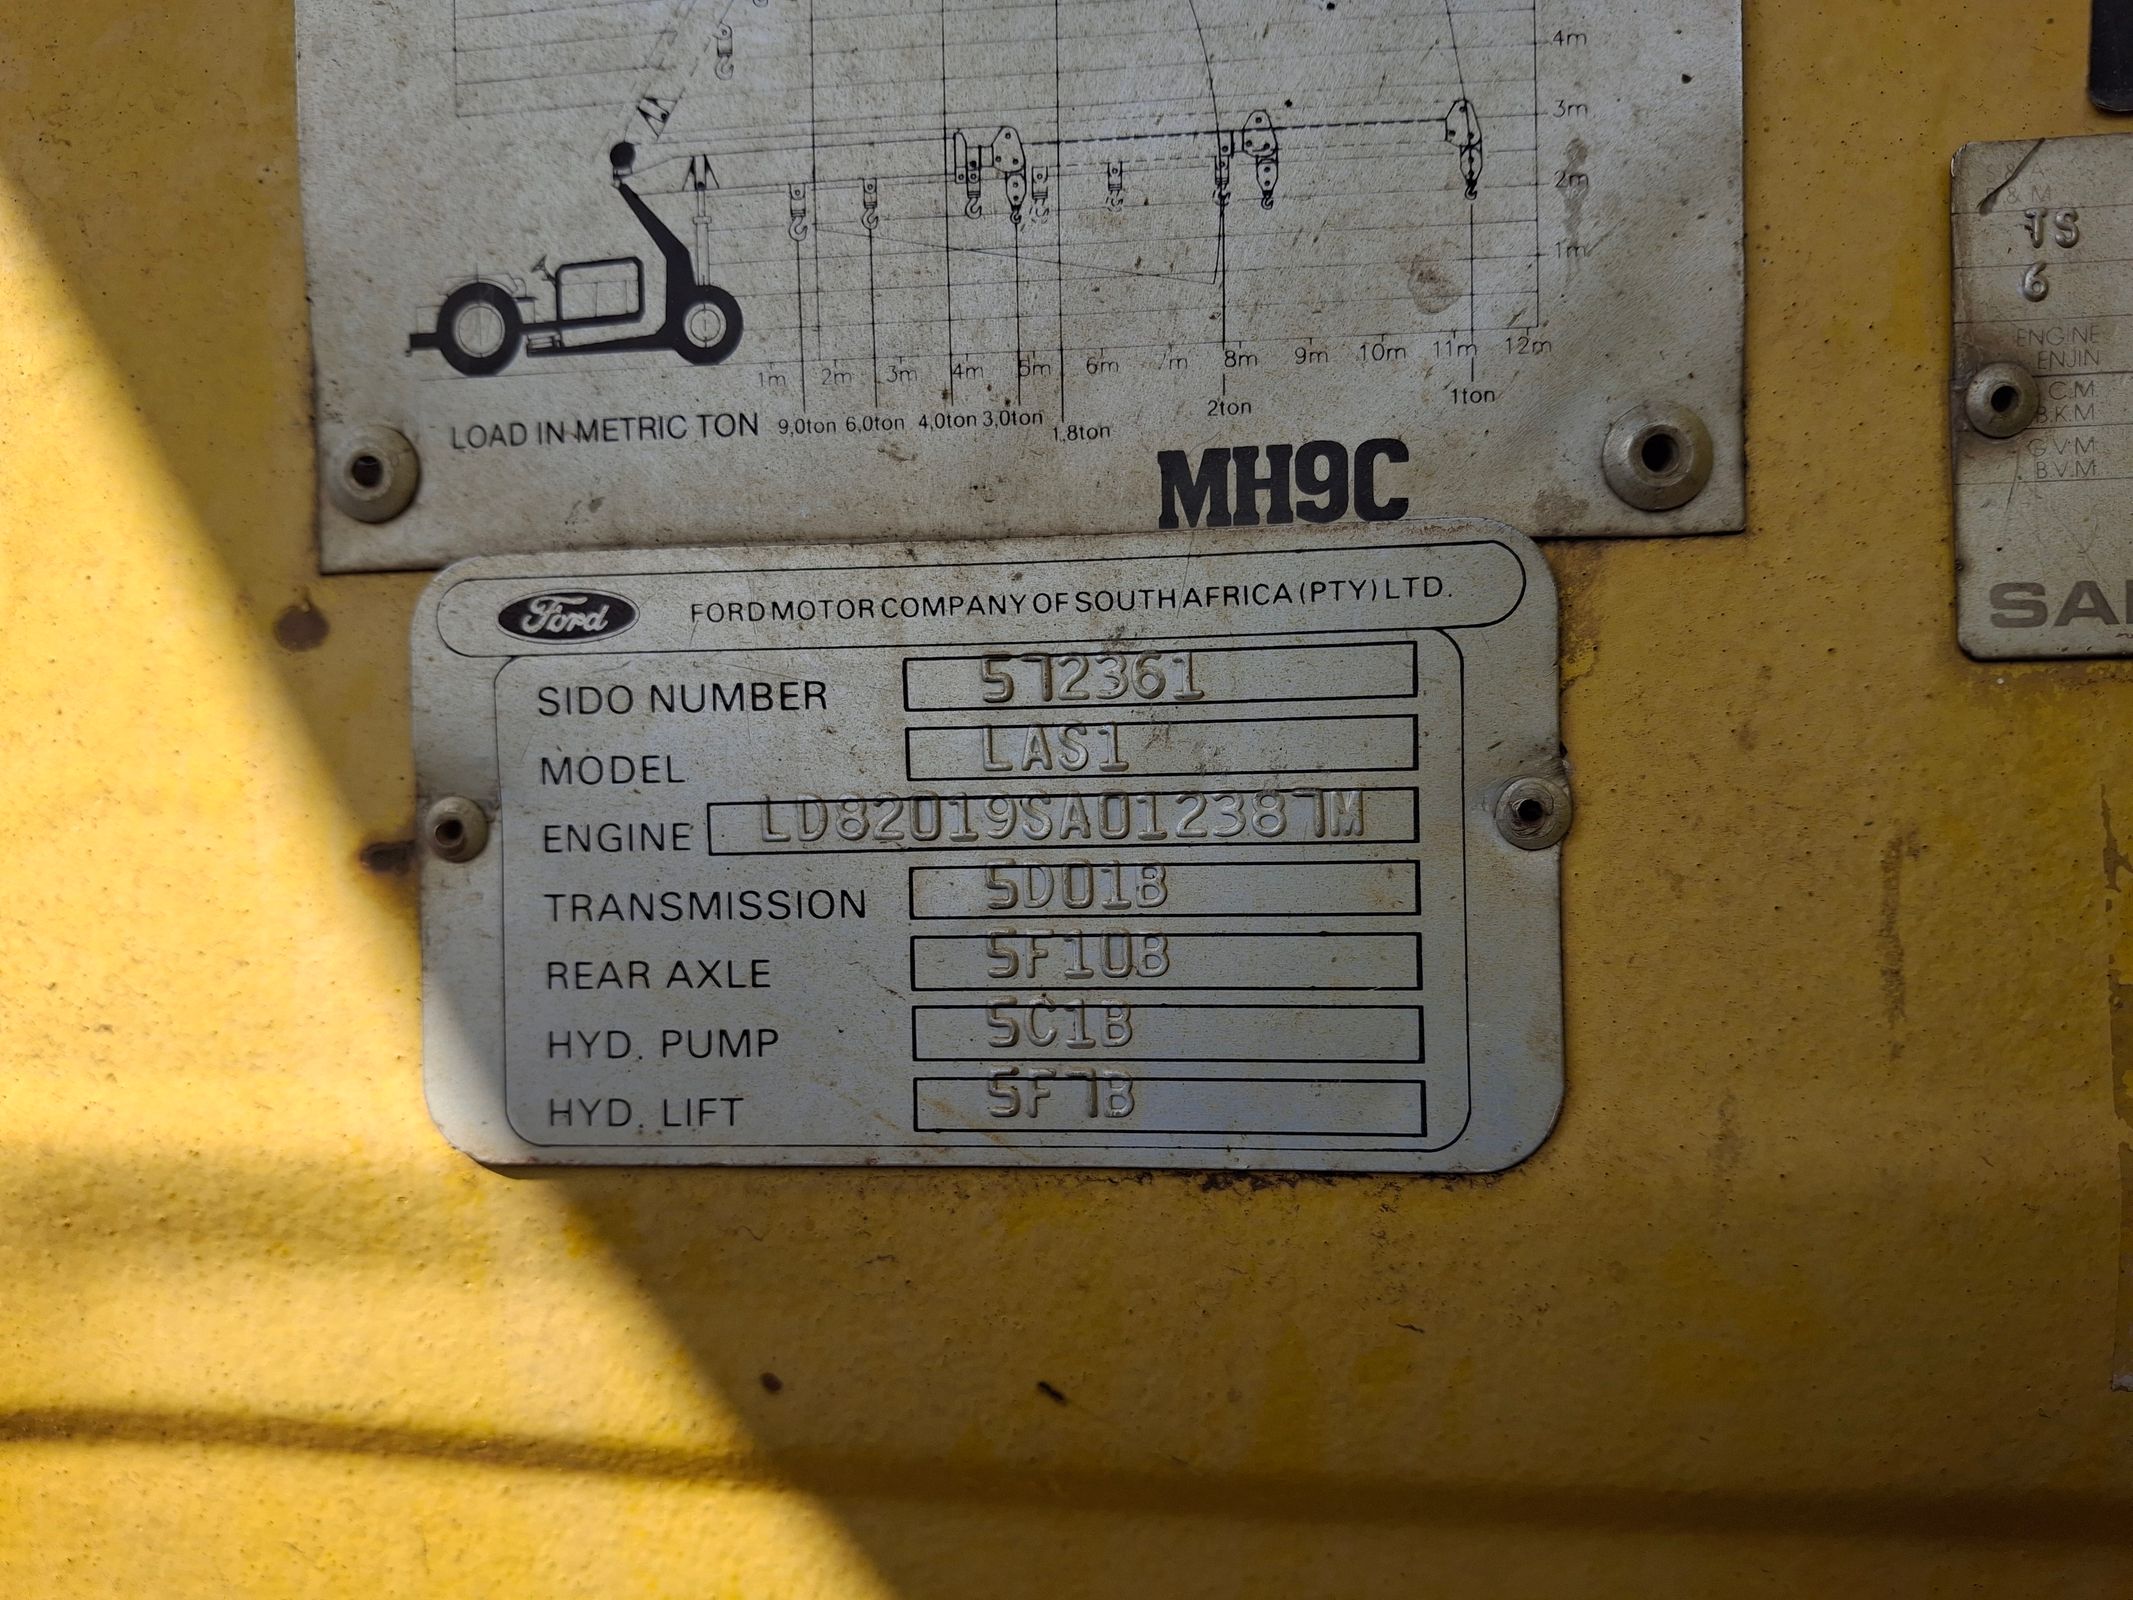 4m
3m
2m
1m
1m 2m 3m 4m 5m 6m 7m 8m 9m 10m 11m 12m
LOAD IN METRIC TON 9,0ton 6,0ton 4,0ton 3,0ton 1,8ton 2ton 1ton
MH9C
Ford FORD MOTOR COMPANY OF SOUTH AFRICA (PTY) LTD.
SIDO NUMBER 572361
MODEL LAS1
ENGINE LD82019SA012387M
TRANSMISSION 5D01B
REAR AXLE 5F10B
HYD. PUMP 5C1B
HYD. LIFT 5F7B
TS
6
ENGINE
ENJIN
C.M
B.K.M
G.V.M
B.V.M